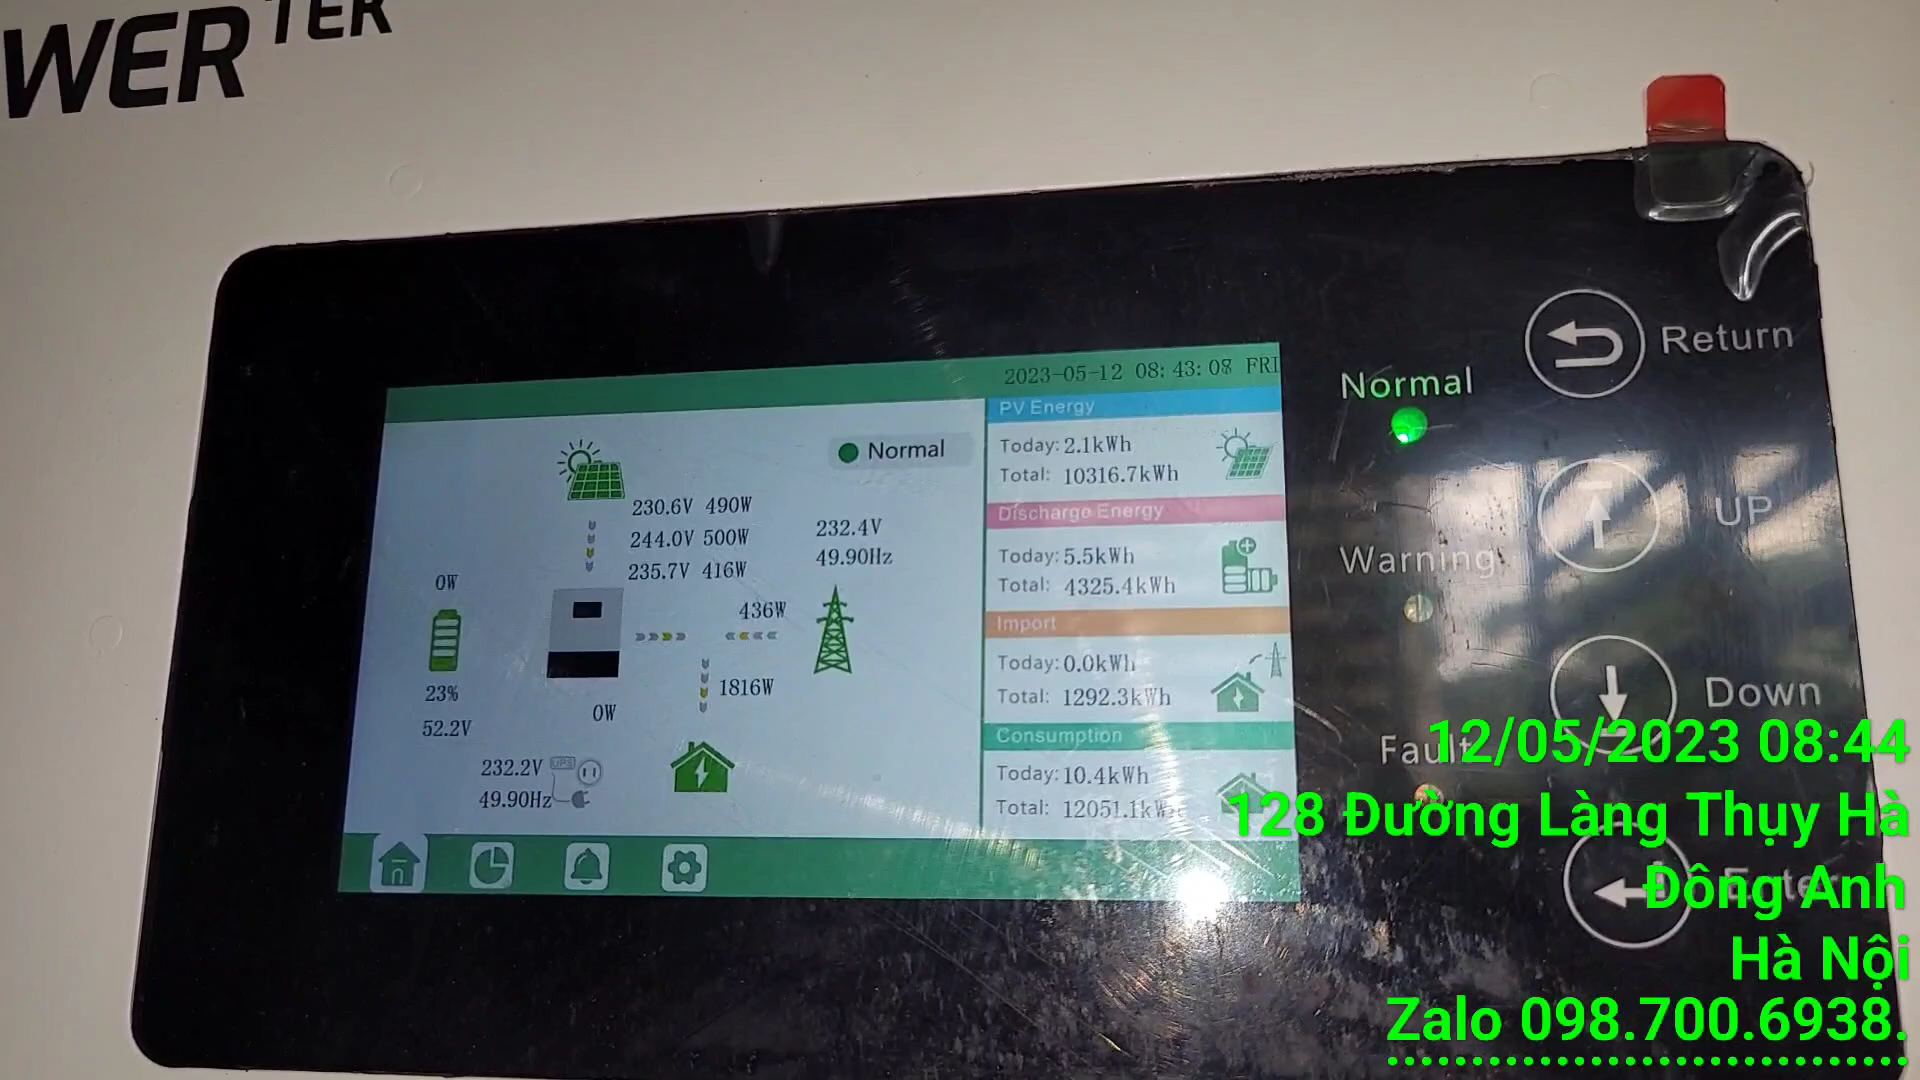 WER TEK
2023-05-12 08:43:08 FRI
Normal
230.6V 490W
244.0V 500W
235.7V 416W
232.4V
49.90Hz
0W
436W
23%
52.2V
1816W
0W
232.2V UPS
49.90Hz
PV Energy
Today: 2.1kWh
Total: 10316.7kWh
Discharge Energy
Today: 5.5kWh
Total: 4325.4kWh
Import
Today: 0.0kWh
Total: 1292.3kWh
Consumption
Today: 10.4kWh
Total: 12051.1kWh
Normal
Warning
Fault
Return
UP
Down
Enter
12/05/2023 08:44
128 Đường Làng Thụy Hà
Đông Anh
Hà Nội
Zalo 098.700.6938.